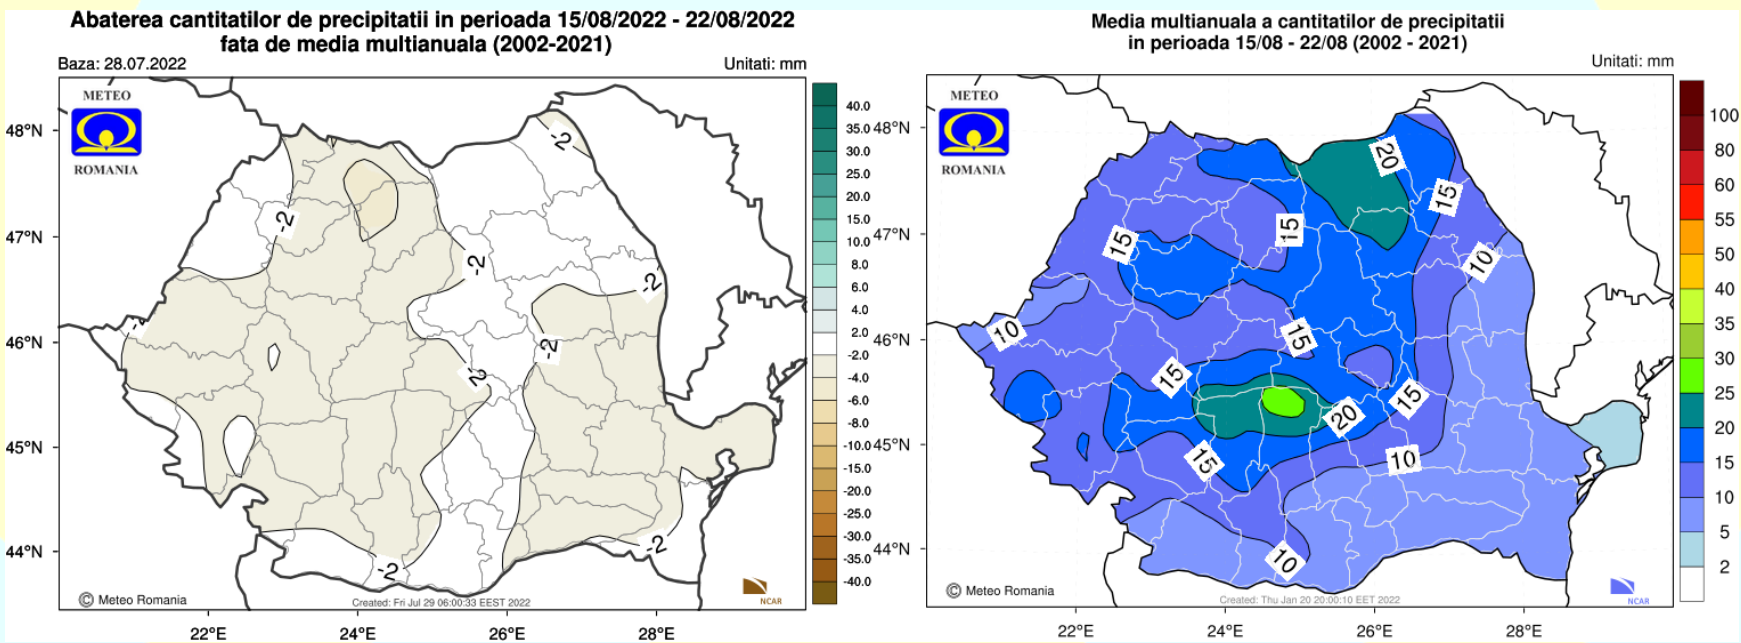 Abaterea cantitatilor de precipitatii in perioada 15/08/2022 - 22/08/2022
fata de media multianuala (2002-2021)
Baza: 28.07.2022
Unitati: mm
METEO
ROMANIA
48°N
47°N
46°N
45°N
44°N
-2
-2
-2
-2
-2
-2
-2
-2
-2
40.0
35.0
30.0
25.0
20.0
15.0
10.0
8.0
6.0
4.0
2.0
-2.0
-4.0
-6.0
-8.0
-10.0
-15.0
-20.0
-25.0
-30.0
-35.0
-40.0
© Meteo Romania
Created: Fri Jul 29 06:00:33 EEST 2022
NCAR
22°E
24°E
26°E
28°E
Media multianuala a cantitatilor de precipitatii
in perioada 15/08 - 22/08 (2002 - 2021)
Unitati: mm
METEO
ROMANIA
48°N
47°N
46°N
45°N
44°N
20
15
15
15
10
10
15
15
15
20
15
10
10
100
80
60
55
50
40
35
30
25
20
15
10
5
2
© Meteo Romania
Created: Thu Jan 20 20:00:10 EET 2022
NCAR
22°E
24°E
26°E
28°E